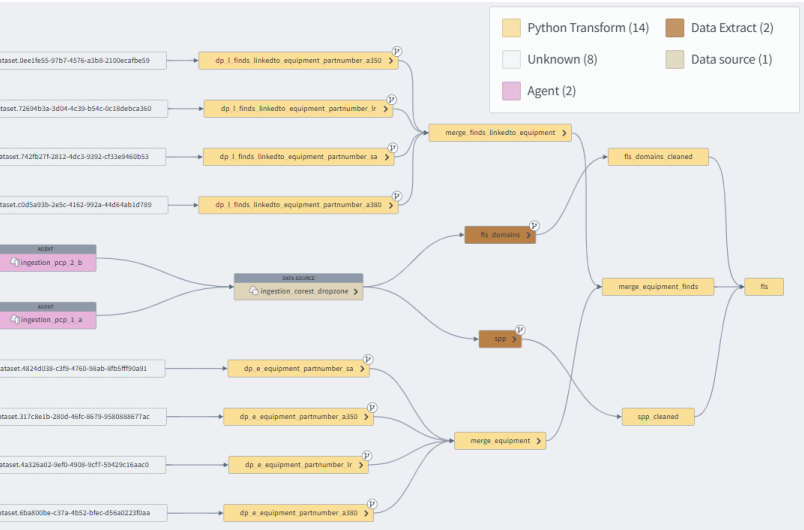 Python Transform (14)
Data Extract (2)
Unknown (8)
Data source (1)
Agent (2)
ataset.0ee1fe55-97b7-4576-a3b8-2100ecafbe59
dp_l_finds_linkedto_equipment_partnumber_a350
ataset.72694b3a-3d04-4c39-b54c-0c18debca360
dp_l_finds_linkedto_equipment_partnumber_lr
merge_finds_linkedto_equipment
ataset.742fb27f-2812-4dc3-9392-cf33e9460b53
dp_l_finds_linkedto_equipment_partnumber_sa
fls_domains_cleaned
ataset.c0d5a93b-2e5c-4162-992a-44d64ab1d789
dp_l_finds_linkedto_equipment_partnumber_a380
fls_domains
AGENT
ingestion_pcp_2_b
DATA SOURCE
ingestion_corest_dropzone
merge_equipment_finds
fls
AGENT
ingestion_pcp_1_a
spp
ataset.4824d038-c3f9-4760-98ab-8fb5fff90a91
dp_e_equipment_partnumber_sa
ataset.317c8e1b-280d-46fc-8679-9580888677ac
dp_e_equipment_partnumber_a350
spp_cleaned
merge_equipment
ataset.4a326a02-9ef0-4908-9cf7-59429c16aac0
dp_e_equipment_partnumber_lr
ataset.6ba800be-c37a-4b52-bfec-d56a0223f0aa
dp_e_equipment_partnumber_a380